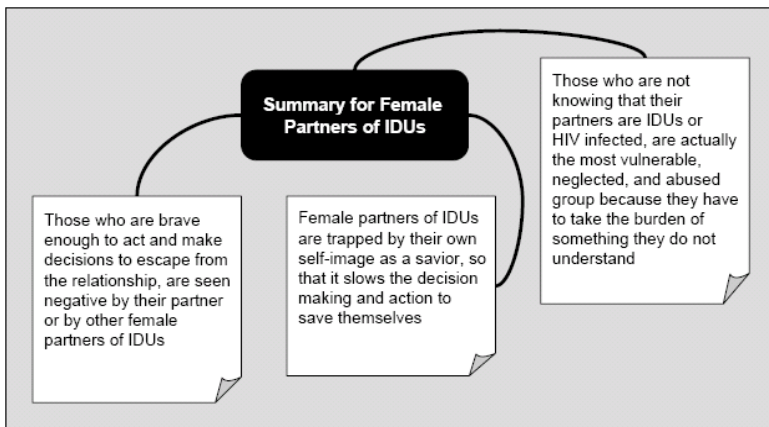 Summary for Female
Partners of IDUs
Those who are brave
enough to act and make
decisions to escape from
the relationship, are seen
negative by their partner
or by other female
partners of IDUs
Female partners of IDUs
are trapped by their own
self-image as a savior, so
that it slows the decision
making and action to
save themselves
Those who are not
knowing that their
partners are IDUs or
HIV infected, are actually
the most vulnerable,
neglected, and abused
group because they have
to take the burden of
something they do not
understand